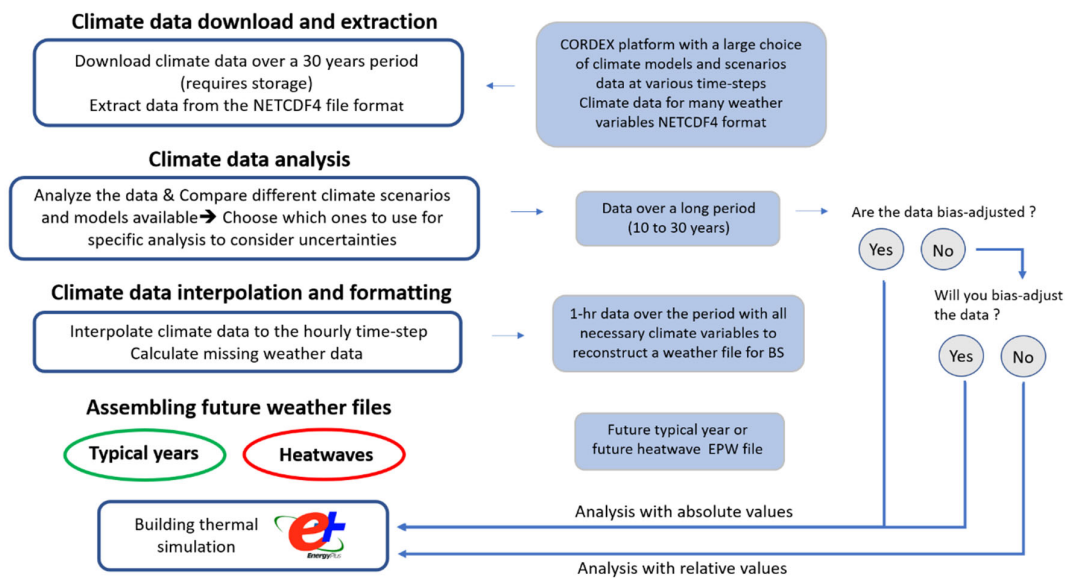 Climate data download and extraction
Download climate data over a 30 years period
(requires storage)
Extract data from the NETCDF4 file format
CORDEX platform with a large choice
of climate models and scenarios
data at various time-steps
Climate data for many weather
variables NETCDF4 format
Climate data analysis
Analyze the data & Compare different climate scenarios
and models available➔ Choose which ones to use for
specific analysis to consider uncertainties
Data over a long period
(10 to 30 years)
Are the data bias-adjusted ?
Yes
No
Will you bias-adjust
the data ?
Yes
No
Climate data interpolation and formatting
Interpolate climate data to the hourly time-step
Calculate missing weather data
1-hr data over the period with all
necessary climate variables to
reconstruct a weather file for BS
Assembling future weather files
Typical years
Heatwaves
Future typical year or
future heatwave EPW file
Building thermal
simulation
e+
EnergyPlus
Analysis with absolute values
Analysis with relative values